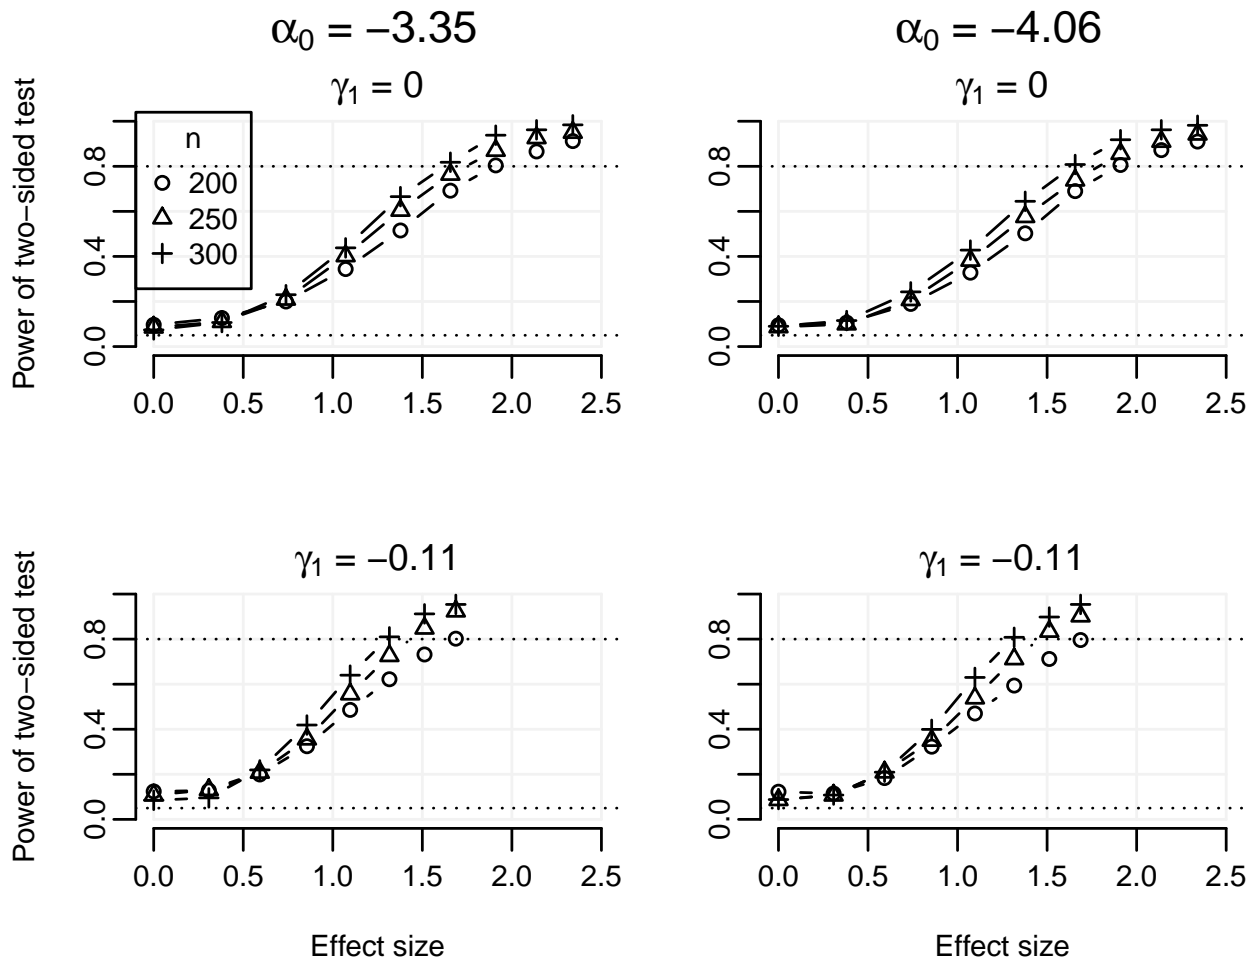 α0 = −3.35
α0 = −4.06
γ1 = 0
γ1 = 0
Power of two−sided test
n
200
250
300
0.0 0.4 0.8
0.0 0.5 1.0 1.5 2.0 2.5
0.0 0.4 0.8
0.0 0.5 1.0 1.5 2.0 2.5
γ1 = −0.11
γ1 = −0.11
Power of two−sided test
0.0 0.4 0.8
0.0 0.5 1.0 1.5 2.0 2.5
Effect size
0.0 0.4 0.8
0.0 0.5 1.0 1.5 2.0 2.5
Effect size